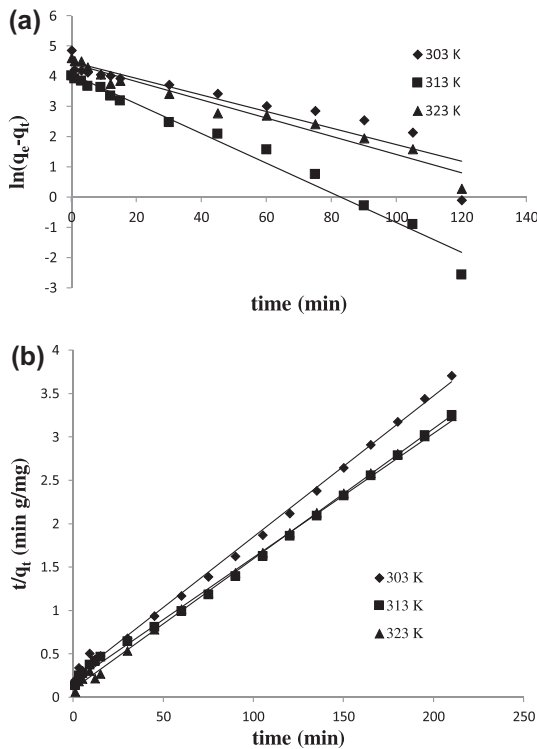 (a)
6
5
4
3
2
1
0
-1
-2
-3
0 20 40 60 80 100 120 140
ln(qe-qt)
time (min)
303 K
313 K
323 K
(b)
4
3.5
3
2.5
2
1.5
1
0.5
0
0 50 100 150 200 250
t/qt (min g/mg)
time (min)
303 K
313 K
323 K